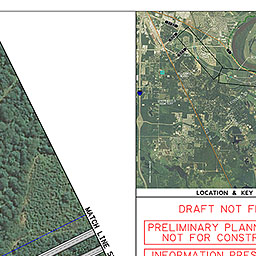 LOCATION & KEY
DRAFT NOT F
PRELIMINARY PLANN
NOT FOR CONSTR
INFORMATION PRES
MATCH LINE S